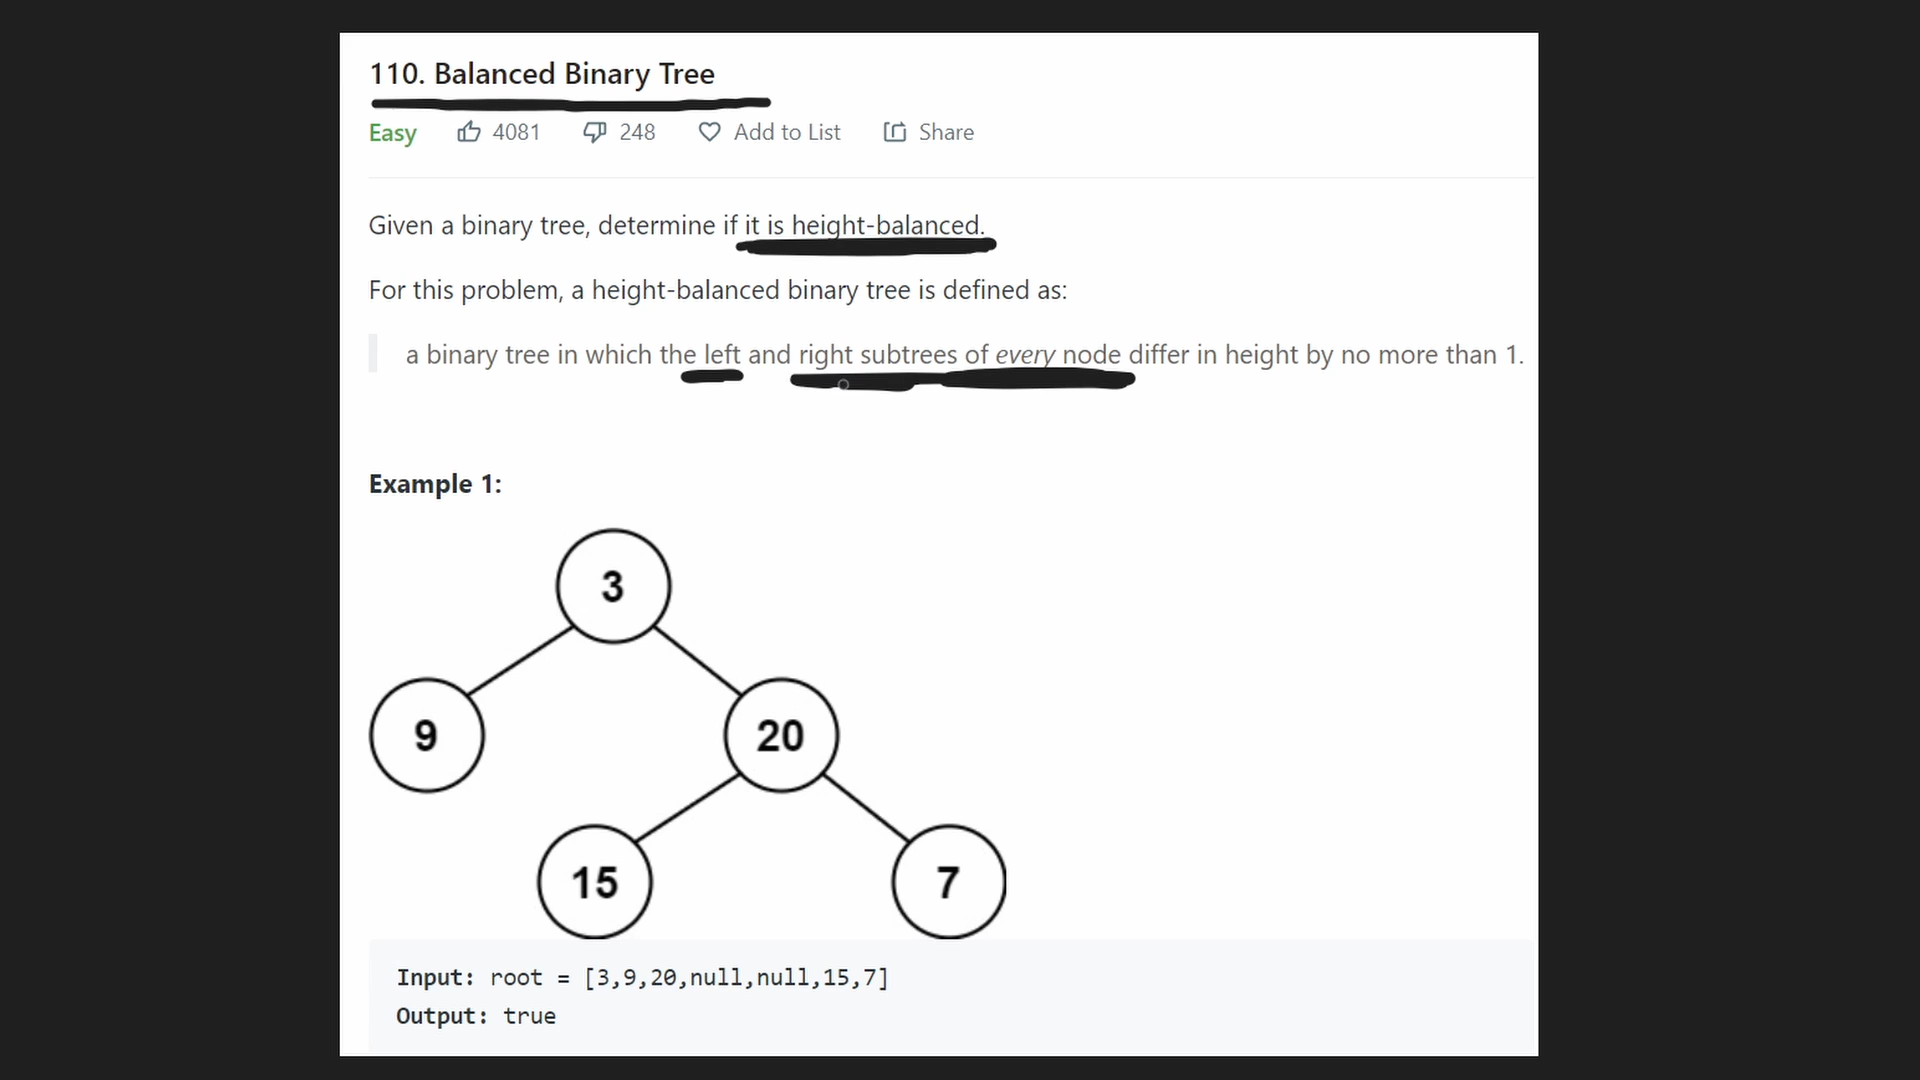 110. Balanced Binary Tree
Easy 4081 248 Add to List Share
Given a binary tree, determine if it is height-balanced.
For this problem, a height-balanced binary tree is defined as:
a binary tree in which the left and right subtrees of every node differ in height by no more than 1.
Example 1:
3
9 20
15 7
Input: root = [3,9,20,null,null,15,7]
Output: true